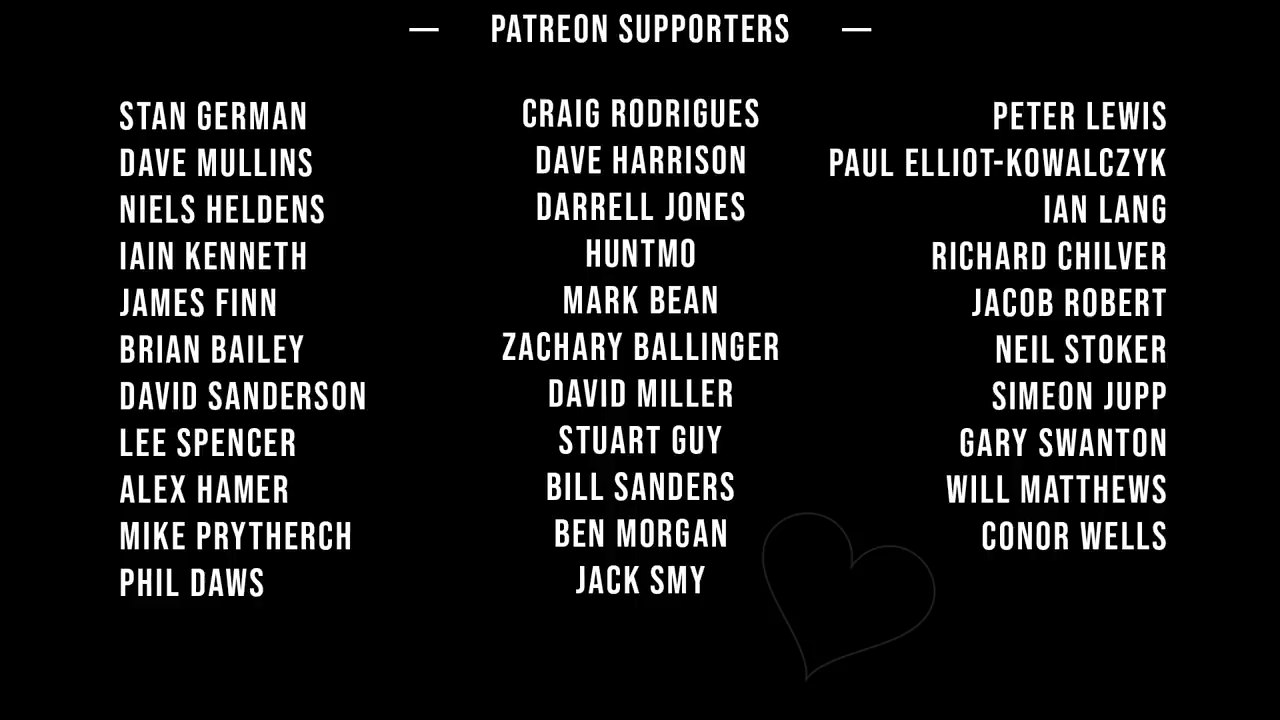 — PATREON SUPPORTERS —
STAN GERMAN
DAVE MULLINS
NIELS HELDENS
IAIN KENNETH
JAMES FINN
BRIAN BAILEY
DAVID SANDERSON
LEE SPENCER
ALEX HAMER
MIKE PRYTHERCH
PHIL DAWS
CRAIG RODRIGUES
DAVE HARRISON
DARRELL JONES
HUNTMO
MARK BEAN
ZACHARY BALLINGER
DAVID MILLER
STUART GUY
BILL SANDERS
BEN MORGAN
JACK SMY
PETER LEWIS
PAUL ELLIOT-KOWALCZYK
IAN LANG
RICHARD CHILVER
JACOB ROBERT
NEIL STOKER
SIMEON JUPP
GARY SWANTON
WILL MATTHEWS
CONOR WELLS